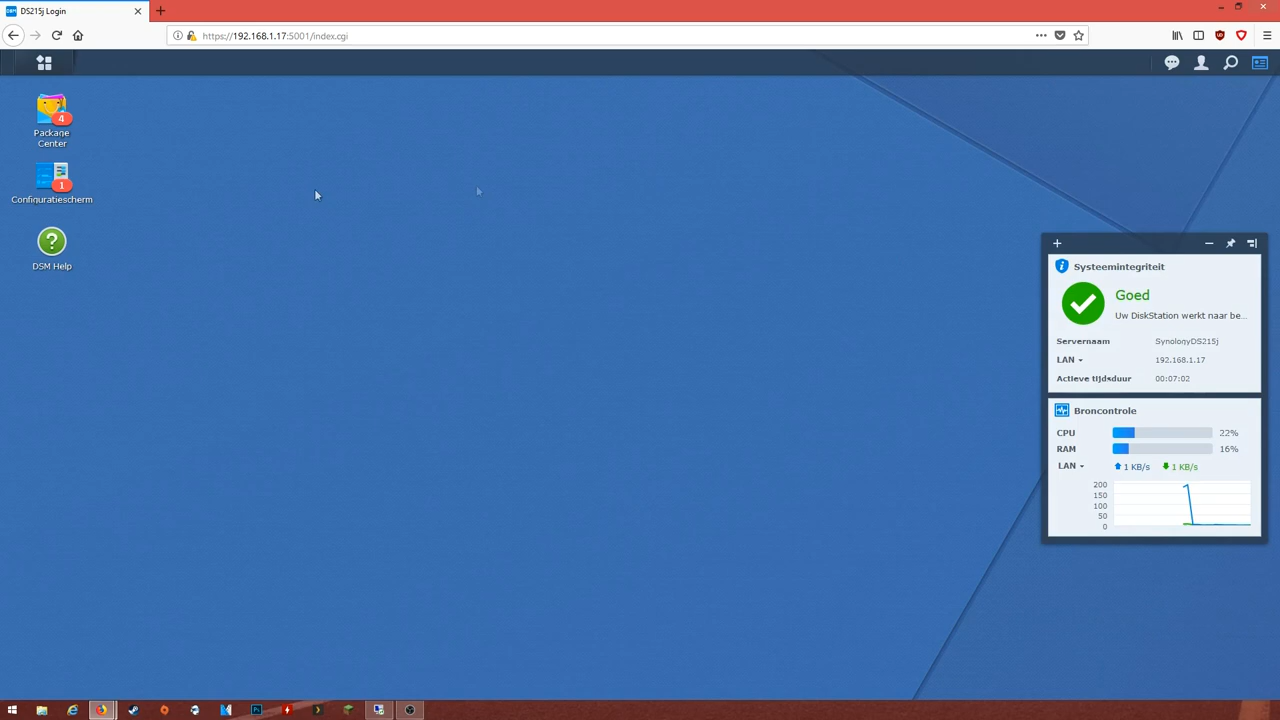 DS215j Login
https://192.168.1.17:5001/index.cgi
4
Package
Center
1
Configuratiescherm
?
DSM Help
Systeemintegriteit
Goed
Uw DiskStation werkt naar be...
Servernaam SynologyDS215j
LAN 192.168.1.17
Actieve tijdsduur 00:07:02
Broncontrole
CPU 22%
RAM 16%
LAN 1 KB/s 1 KB/s
200
150
100
50
0
Ps